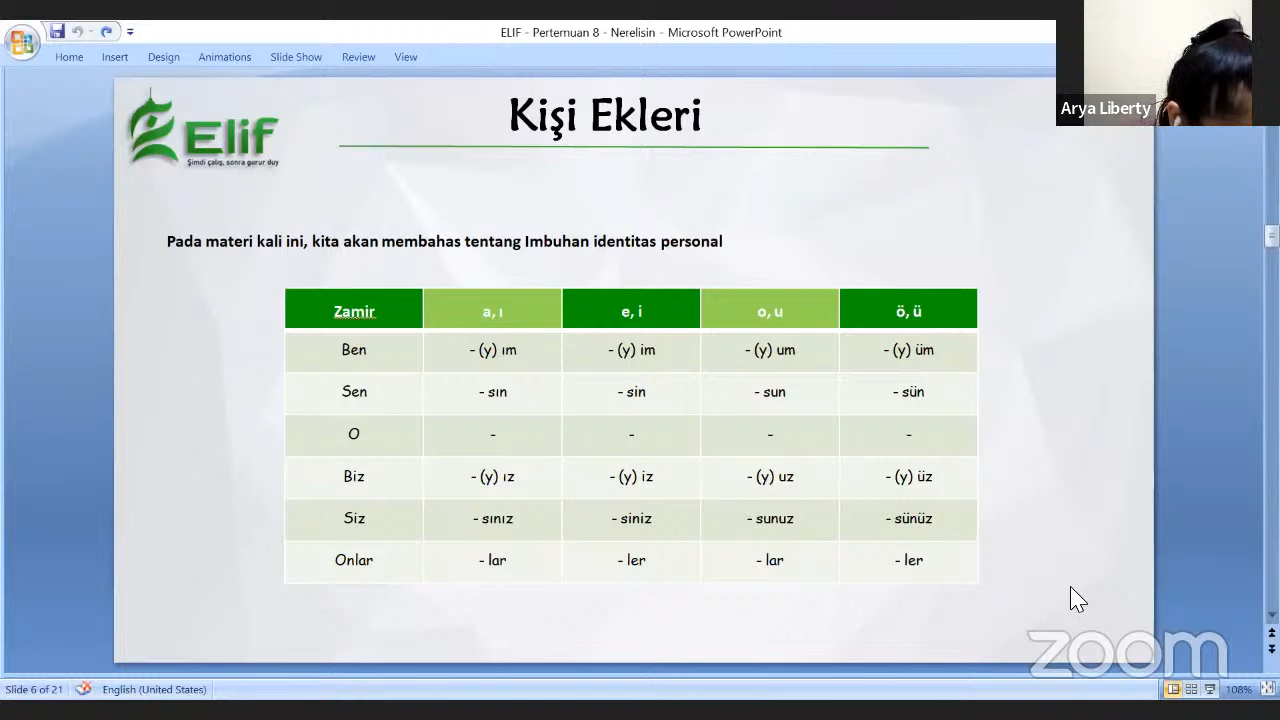 ELIF - Pertemuan 8 - Nerelisin - Microsoft PowerPoint
Home Insert Design Animations Slide Show Review View
Arya Liberty
Elif
Şimdi çalış, sonra gurur duy
Kişi Ekleri
Pada materi kali ini, kita akan membahas tentang Imbuhan identitas personal
Zamir a, ı e, i o, u ö, ü
Ben - (y) ım - (y) im - (y) um - (y) üm
Sen - sın - sin - sun - sün
O - - - -
Biz - (y) ız - (y) iz - (y) uz - (y) üz
Siz - sınız - siniz - sunuz - sünüz
Onlar - lar - ler - lar - ler
zoom
Slide 6 of 21 English (United States) 108%